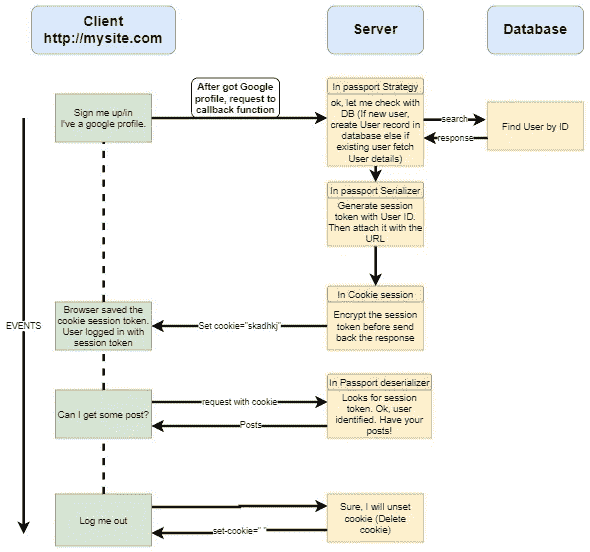 Client
http://mysite.com
Server
Database
After got Google
profile, request to
callback function
Sign me up/in
I've a google profile.
In passport Strategy
ok, let me check with
DB (If new user,
create User record in
database else if
existing user fetch
User details)
search
response
Find User by ID
In passport Serializer
Generate session
token with User ID.
Then attach it with the
URL
In Cookie session
Encrypt the session
token before send
back the response
Set cookie="skadhkj"
Browser saved the
cookie session token.
User logged in with
session token
EVENTS
In Passport deserializer
Can I get some post?
request with cookie
Posts
Looks for session
token. Ok, user
identified. Have your
posts!
Log me out
set-cookie=" "
Sure, I will unset
cookie (Delete
cookie)